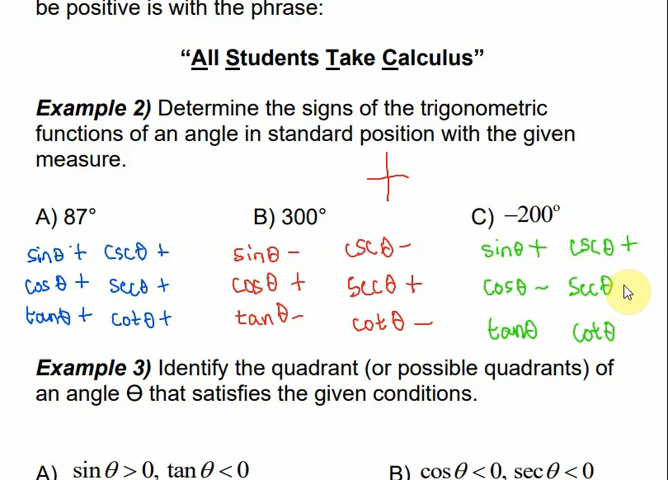 be positive is with the phrase:
“All Students Take Calculus”
Example 2) Determine the signs of the trigonometric
functions of an angle in standard position with the given
measure.
A) 87°
sinθ + cscθ +
cosθ + secθ +
tanθ + cotθ +
B) 300°
sinθ - cscθ -
cosθ + secθ +
tanθ - cotθ -
C) −200°
sinθ + cscθ +
cosθ - secθ
tanθ cotθ
Example 3) Identify the quadrant (or possible quadrants) of
an angle Θ that satisfies the given conditions.
A) sin θ > 0, tan θ < 0
B) cos θ < 0, sec θ < 0